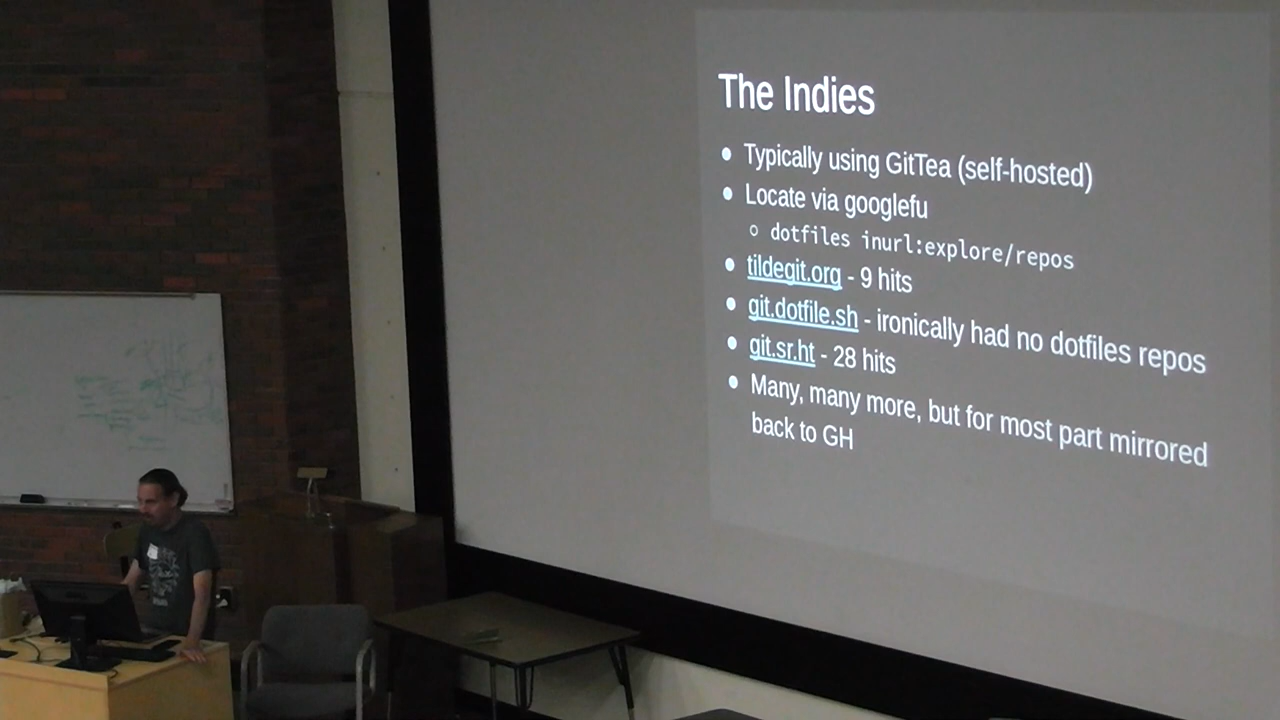 The Indies
● Typically using GitTea (self-hosted)
● Locate via googlefu
○ dotfiles inurl:explore/repos
● tildegit.org - 9 hits
● git.dotfile.sh - ironically had no dotfiles repos
● git.sr.ht - 28 hits
● Many, many more, but for most part mirrored
back to GH